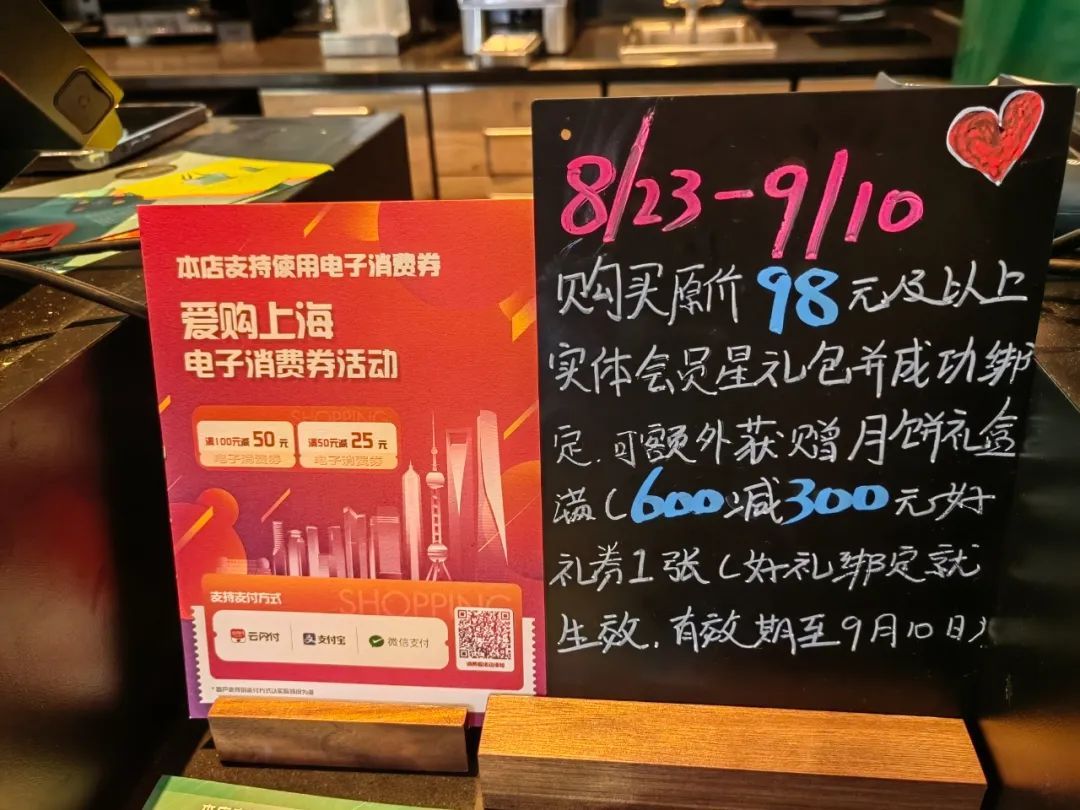 本店支持使用电子消费券
爱购上海
电子消费券活动
SHOPPING
满100元减50元
电子消费券
满50元减25元
电子消费券
支持支付方式
SHOPPING
云闪付
支付宝
微信支付
8/23-9/10
购买原价98元及以上
实体会员星礼包并成功绑
定.可额外获赠月饼礼盒
满(600减300元好
礼券1张(好礼绑定就
生效.有效期至9月10日)